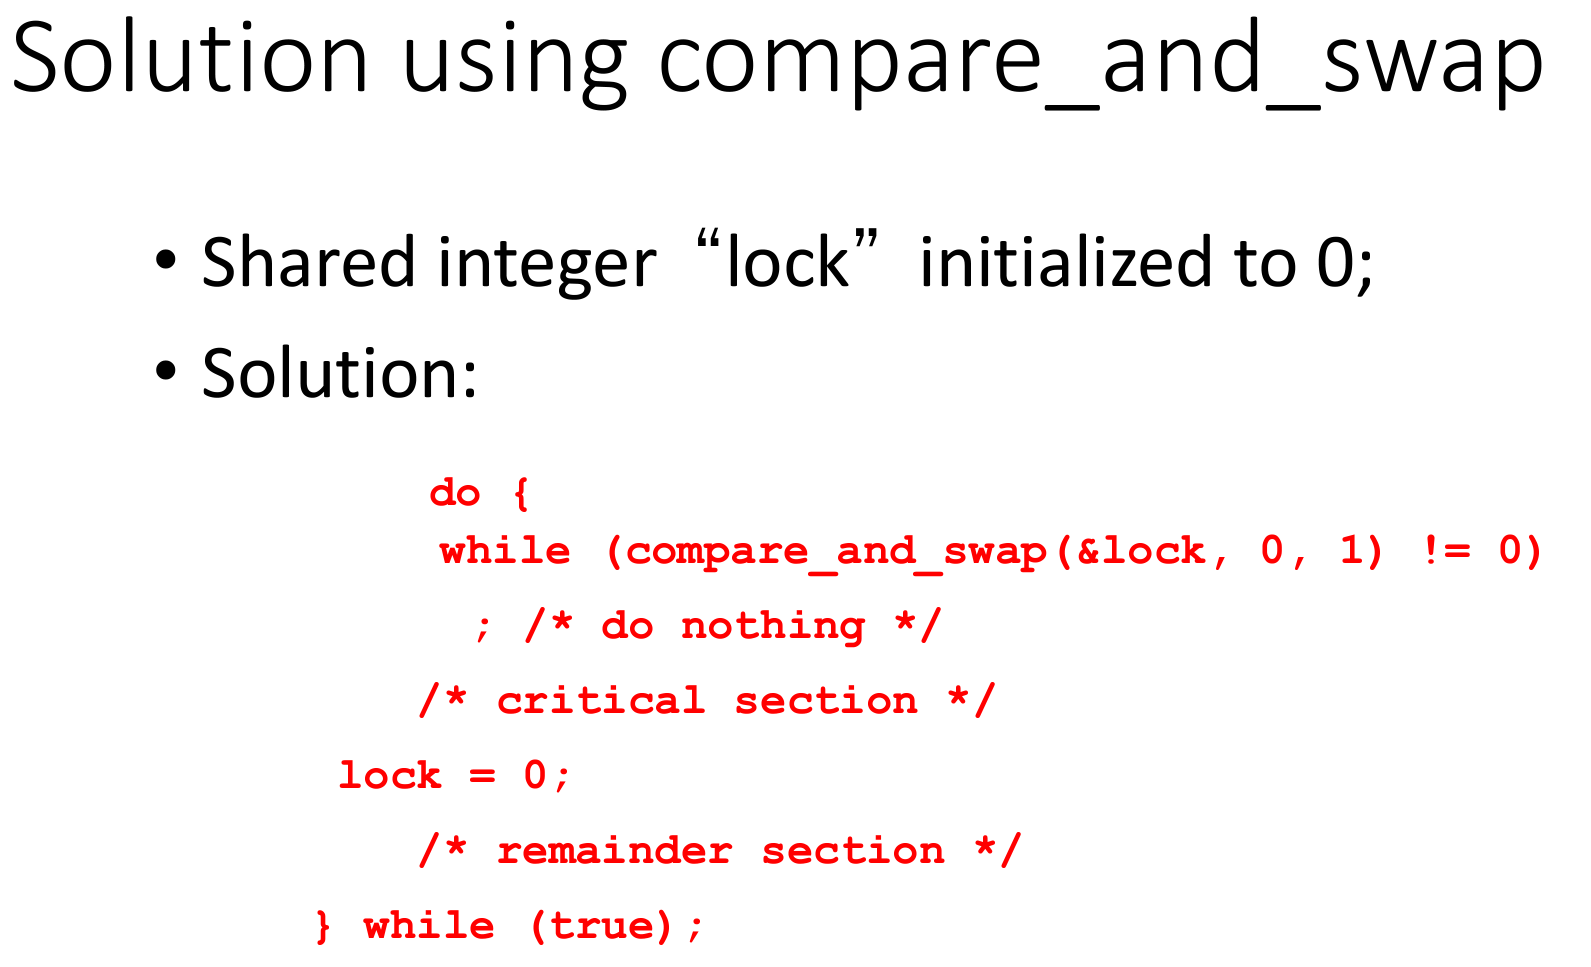 Solution using compare_and_swap
• Shared integer “lock” initialized to 0;
• Solution:
do {
while (compare_and_swap(&lock, 0, 1) != 0)
; /* do nothing */
/* critical section */
lock = 0;
/* remainder section */
} while (true);